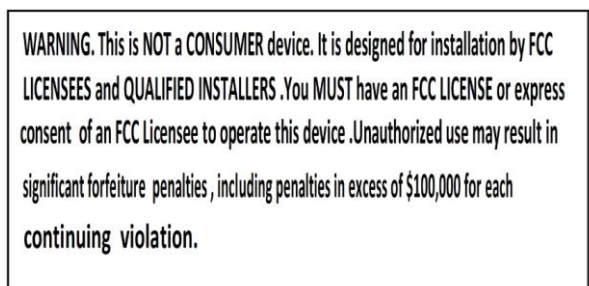 WARNING. This is NOT a CONSUMER device. It is designed for installation by FCC
LICENSEES and QUALIFIED INSTALLERS .You MUST have an FCC LICENSE or express
consent of an FCC Licensee to operate this device .Unauthorized use may result in
significant forfeiture penalties , including penalties in excess of $100,000 for each
continuing violation.